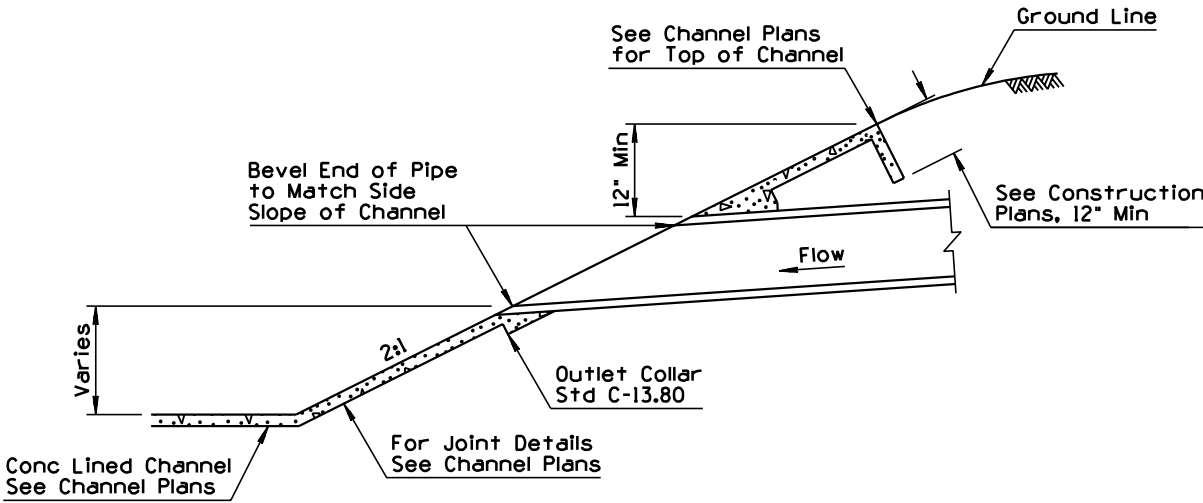 Ground Line
See Channel Plans
for Top of Channel
12" Min
Bevel End of Pipe
to Match Side
Slope of Channel
See Construction
Plans, 12" Min
Flow
Varies
2:1
Outlet Collar
Std C-13.80
For Joint Details
See Channel Plans
Conc Lined Channel
See Channel Plans